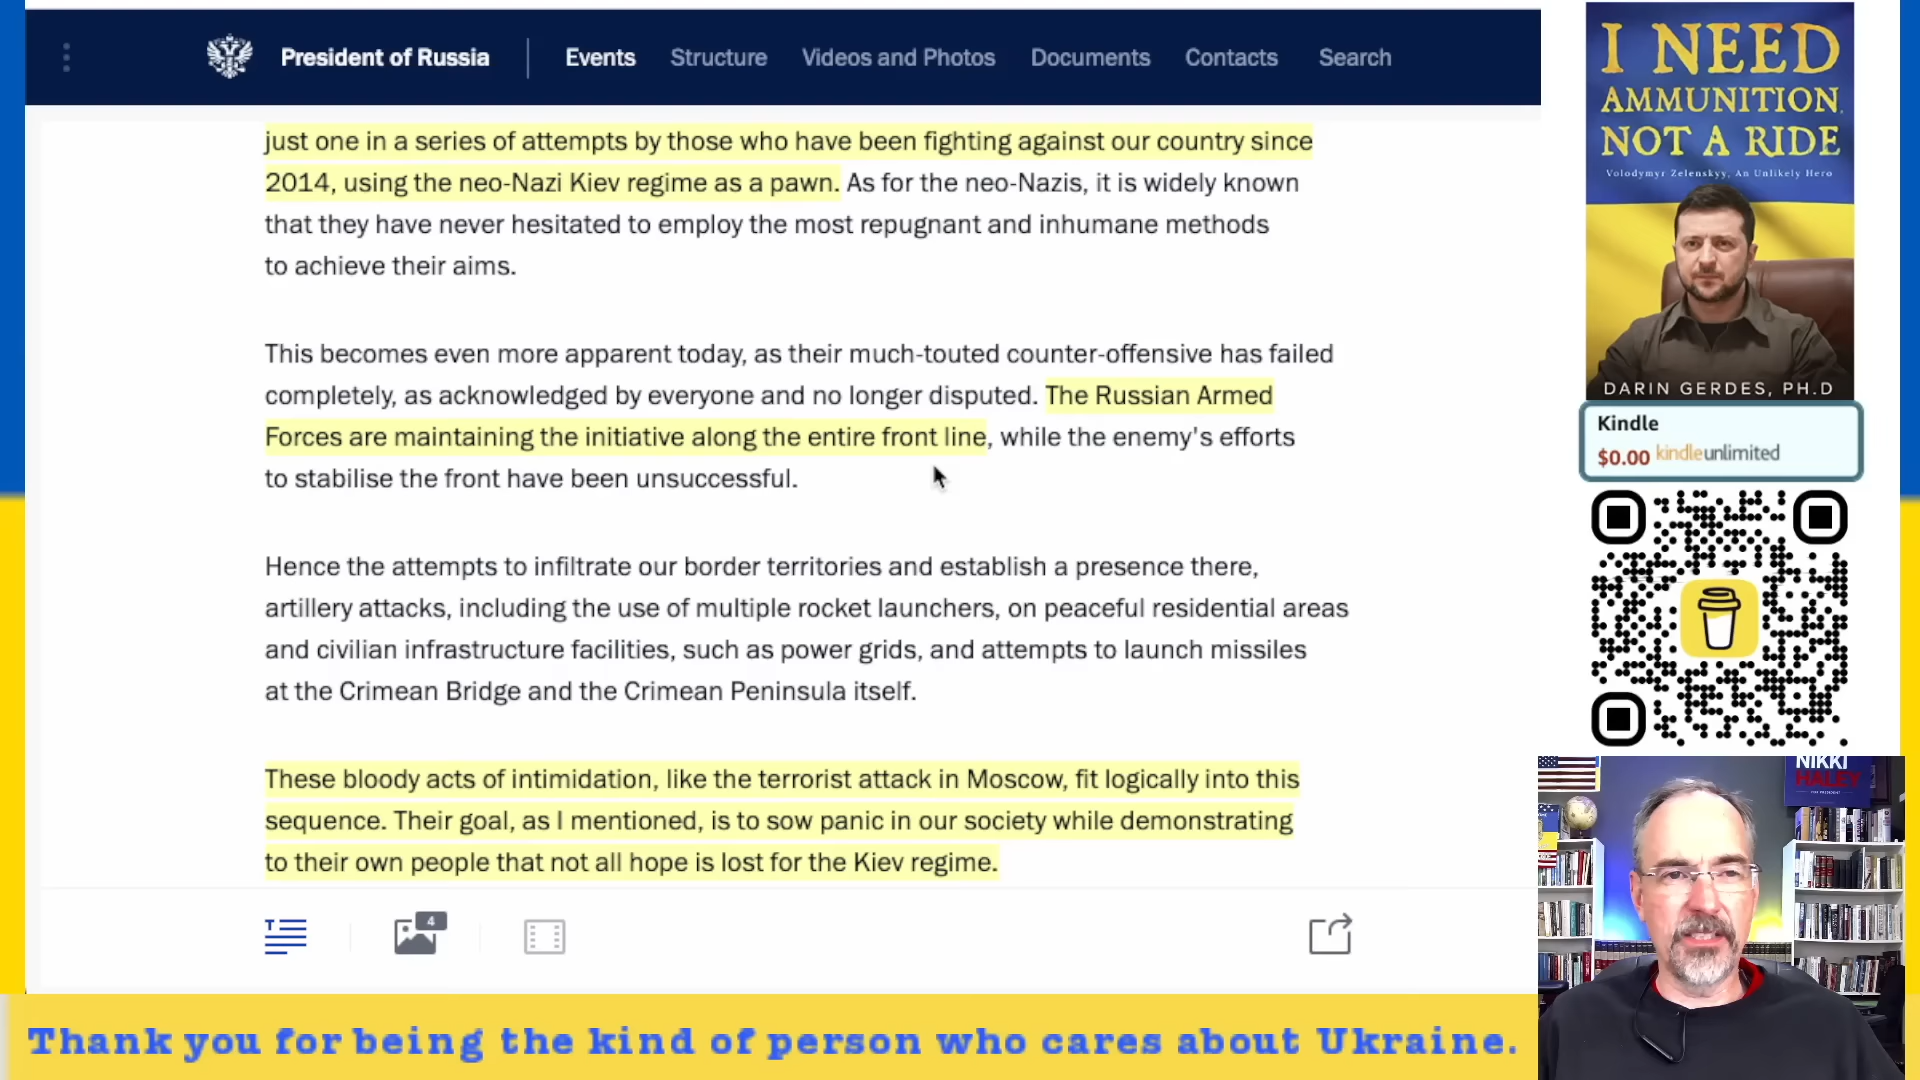 President of Russia
Events
Structure
Videos and Photos
Documents
Contacts
Search
just one in a series of attempts by those who have been fighting against our country since
2014, using the neo-Nazi Kiev regime as a pawn. As for the neo-Nazis, it is widely known
that they have never hesitated to employ the most repugnant and inhumane methods
to achieve their aims.
This becomes even more apparent today, as their much-touted counter-offensive has failed
completely, as acknowledged by everyone and no longer disputed. The Russian Armed
Forces are maintaining the initiative along the entire front line, while the enemy's efforts
to stabilise the front have been unsuccessful.
Hence the attempts to infiltrate our border territories and establish a presence there,
artillery attacks, including the use of multiple rocket launchers, on peaceful residential areas
and civilian infrastructure facilities, such as power grids, and attempts to launch missiles
at the Crimean Bridge and the Crimean Peninsula itself.
These bloody acts of intimidation, like the terrorist attack in Moscow, fit logically into this
sequence. Their goal, as I mentioned, is to sow panic in our society while demonstrating
to their own people that not all hope is lost for the Kiev regime.
4
I NEED
AMMUNITION,
NOT A RIDE
Volodymyr Zelenskyy, An Unlikely Hero
DARIN GERDES, PH.D
Kindle
$0.00 kindleunlimited
NIKKI
HALEY
Thank you for being the kind of person who cares about Ukraine.